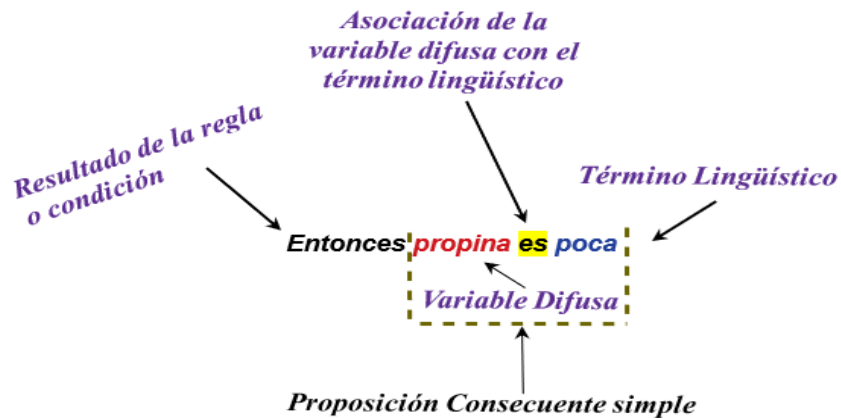 Asociación de la
variable difusa con el
término lingüístico
Resultado de la regla
o condición
Término Lingüístico
Entonces propina es poca
Variable Difusa
Proposición Consecuente simple